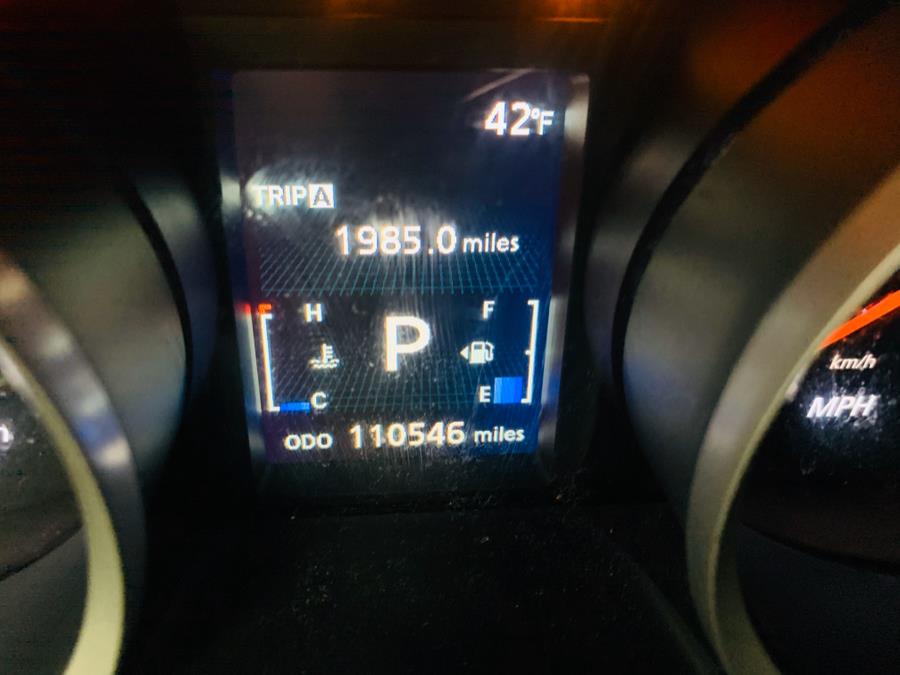 42°F
TRIP A
1985.0 miles
H
F
P
E
C
ODO 110546 miles
km/h
MPH